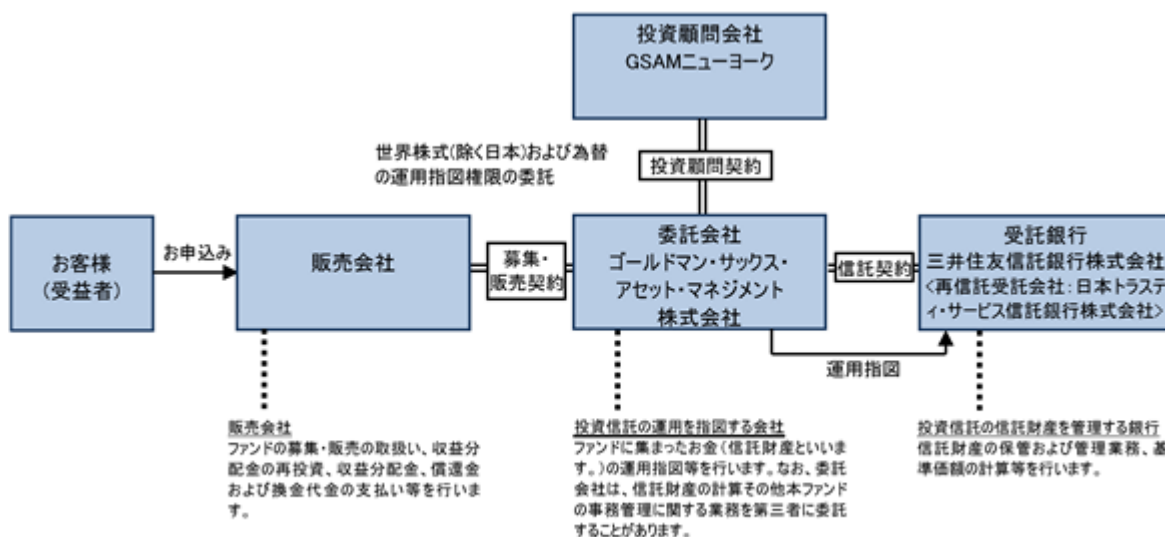 投資顧問会社
GSAMニューヨーク
世界株式(除く日本)および為替
の運用指図権限の委託
投資顧問契約
お客様
(受益者)
お申込み
販売会社
募集・
販売契約
委託会社
ゴールドマン・サックス・
アセット・マネジメント
株式会社
信託契約
受託銀行
三井住友信託銀行株式会社
<再信託受託会社:日本トラステ
ィ・サービス信託銀行株式会社>
運用指図
販売会社
ファンドの募集・販売の取扱い、収益分
配金の再投資、収益分配金、償還金
および換金代金の支払い等を行いま
す。
投資信託の運用を指図する会社
ファンドに集まったお金(信託財産といいま
す。)の運用指図等を行います。なお、委託
会社は、信託財産の計算その他本ファンド
の事務管理に関する業務を第三者に委託
することがあります。
投資信託の信託財産を管理する銀行
信託財産の保管および管理業務、基
準価額の計算等を行います。